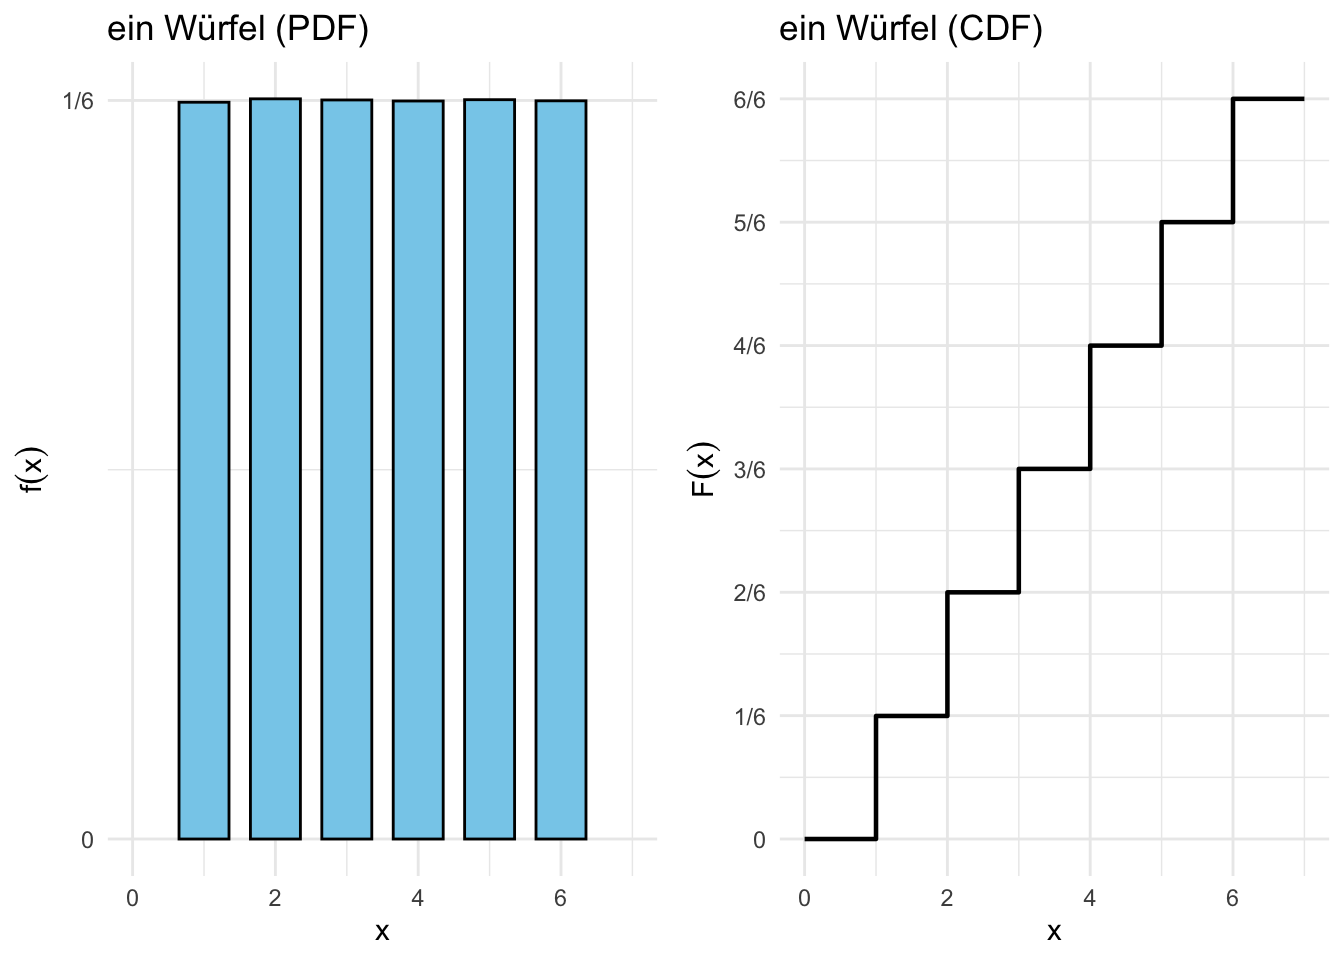 ein Würfel (PDF)
1/6
0
f(x)
0 2 4 6
x
ein Würfel (CDF)
6/6
5/6
4/6
3/6
2/6
1/6
0
F(x)
0 2 4 6
x